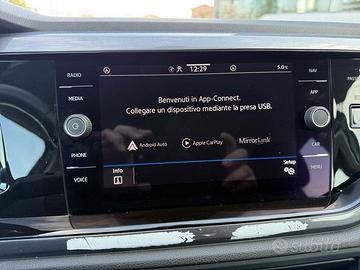 RADIO
MEDIA
PHONE
VOICE
12:29
5.0°C
Benvenuti in App-Connect.
Collegare un dispositivo mediante la presa USB.
Android Auto
Apple CarPlay
MirrorLink
Info
Setup
NAV
APP
CAR
MENU
Subito